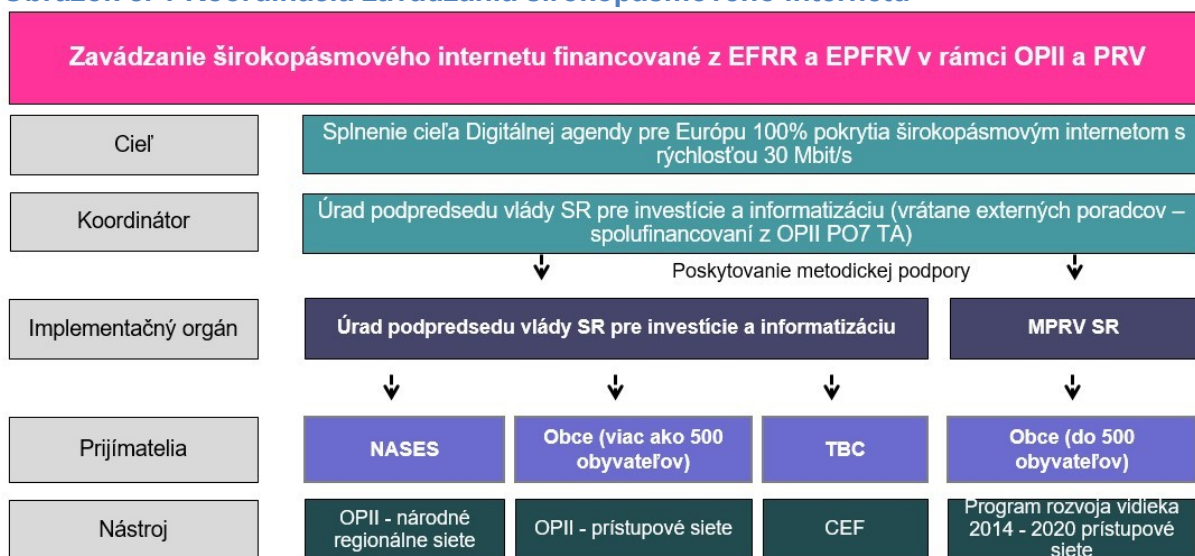 Zavádzanie širokopásmového internetu financované z EFRR a EPFRV v rámci OPII a PRV
Cieľ
Splnenie cieľa Digitálnej agendy pre Európu 100% pokrytia širokopásmovým internetom s
rýchlosťou 30 Mbit/s
Koordinátor
Úrad podpredsedu vlády SR pre investície a informatizáciu (vrátane externých poradcov –
spolufinancovaní z OPII PO7 TA)
Poskytovanie metodickej podpory
Implementačný orgán
Úrad podpredsedu vlády SR pre investície a informatizáciu
MPRV SR
Prijímatelia
NASES
Obce (viac ako 500
obyvateľov)
TBC
Obce (do 500
obyvateľov)
Nástroj
OPII - národné
regionálne siete
OPII - prístupové siete
CEF
Program rozvoja vidieka
2014 - 2020 prístupové
siete